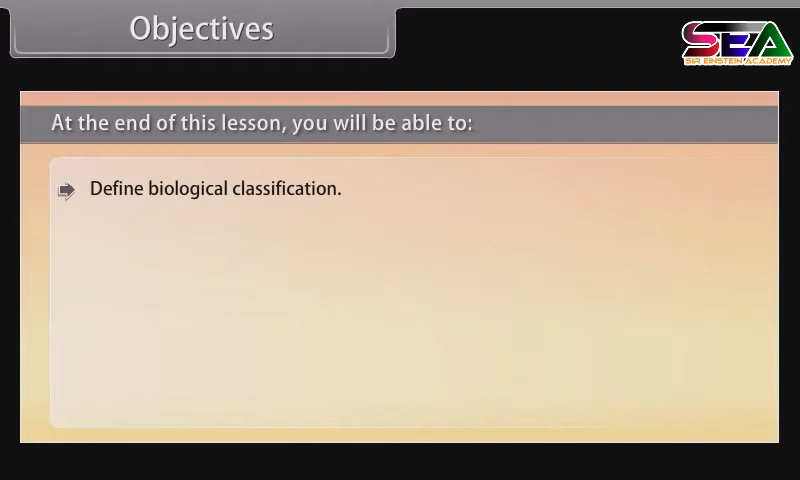 Objectives
SEA
SIR EINSTEIN ACADEMY
At the end of this lesson, you will be able to:
Define biological classification.